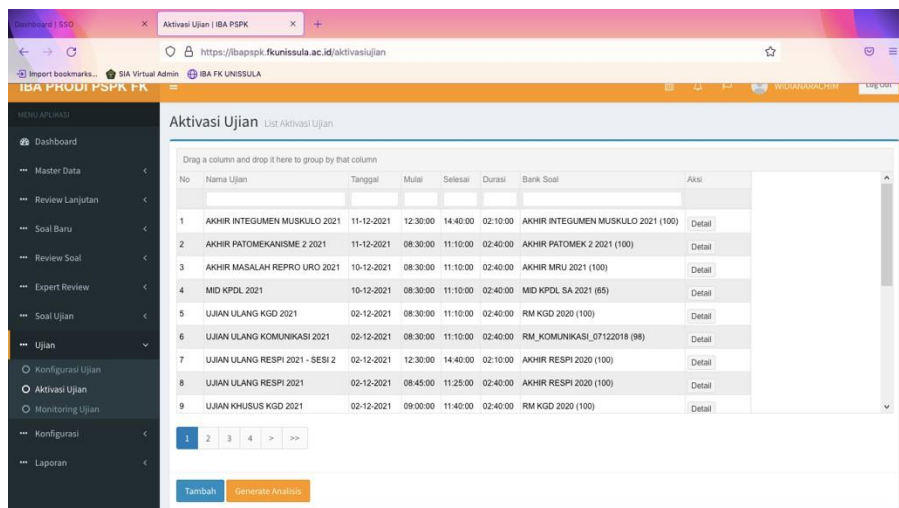 Dashboard | SSO
Aktivasi Ujian | IBA PSPK
https://ibapspk.fkunissula.ac.id/aktivasiujian
Import bookmarks... SIA Virtual Admin IBA FK UNISSULA
IBA PRODI PSPK FK WIDIANARACHIM Log Out
MENU APLIKASI
Aktivasi Ujian List Aktivasi Ujian
Dashboard
Master Data
Review Lanjutan
Soal Baru
Review Soal
Expert Review
Soal Ujian
Ujian
Konfigurasi Ujian
Aktivasi Ujian
Monitoring Ujian
Konfigurasi
Laporan
Drag a column and drop it here to group by that column
No Nama Ujian Tanggal Mulai Selesai Durasi Bank Soal Aksi
1 AKHIR INTEGUMEN MUSKULO 2021 11-12-2021 12:30:00 14:40:00 02:10:00 AKHIR INTEGUMEN MUSKULO 2021 (100) Detail
2 AKHIR PATOMEKANISME 2 2021 11-12-2021 08:30:00 11:10:00 02:40:00 AKHIR PATOMEK 2 2021 (100) Detail
3 AKHIR MASALAH REPRO URO 2021 10-12-2021 08:30:00 11:10:00 02:40:00 AKHIR MRU 2021 (100) Detail
4 MID KPDL 2021 10-12-2021 08:30:00 11:10:00 02:40:00 MID KPDL SA 2021 (65) Detail
5 UJIAN ULANG KGD 2021 02-12-2021 08:30:00 11:10:00 02:40:00 RM KGD 2020 (100) Detail
6 UJIAN ULANG KOMUNIKASI 2021 02-12-2021 08:30:00 11:10:00 02:40:00 RM_KOMUNIKASI_07122018 (98) Detail
7 UJIAN ULANG RESPI 2021 - SESI 2 02-12-2021 12:30:00 14:40:00 02:10:00 AKHIR RESPI 2020 (100) Detail
8 UJIAN ULANG RESPI 2021 02-12-2021 08:45:00 11:25:00 02:40:00 AKHIR RESPI 2020 (100) Detail
9 UJIAN KHUSUS KGD 2021 02-12-2021 09:00:00 11:40:00 02:40:00 RM KGD 2020 (100) Detail
1 2 3 4 > >>
Tambah Generate Analisis